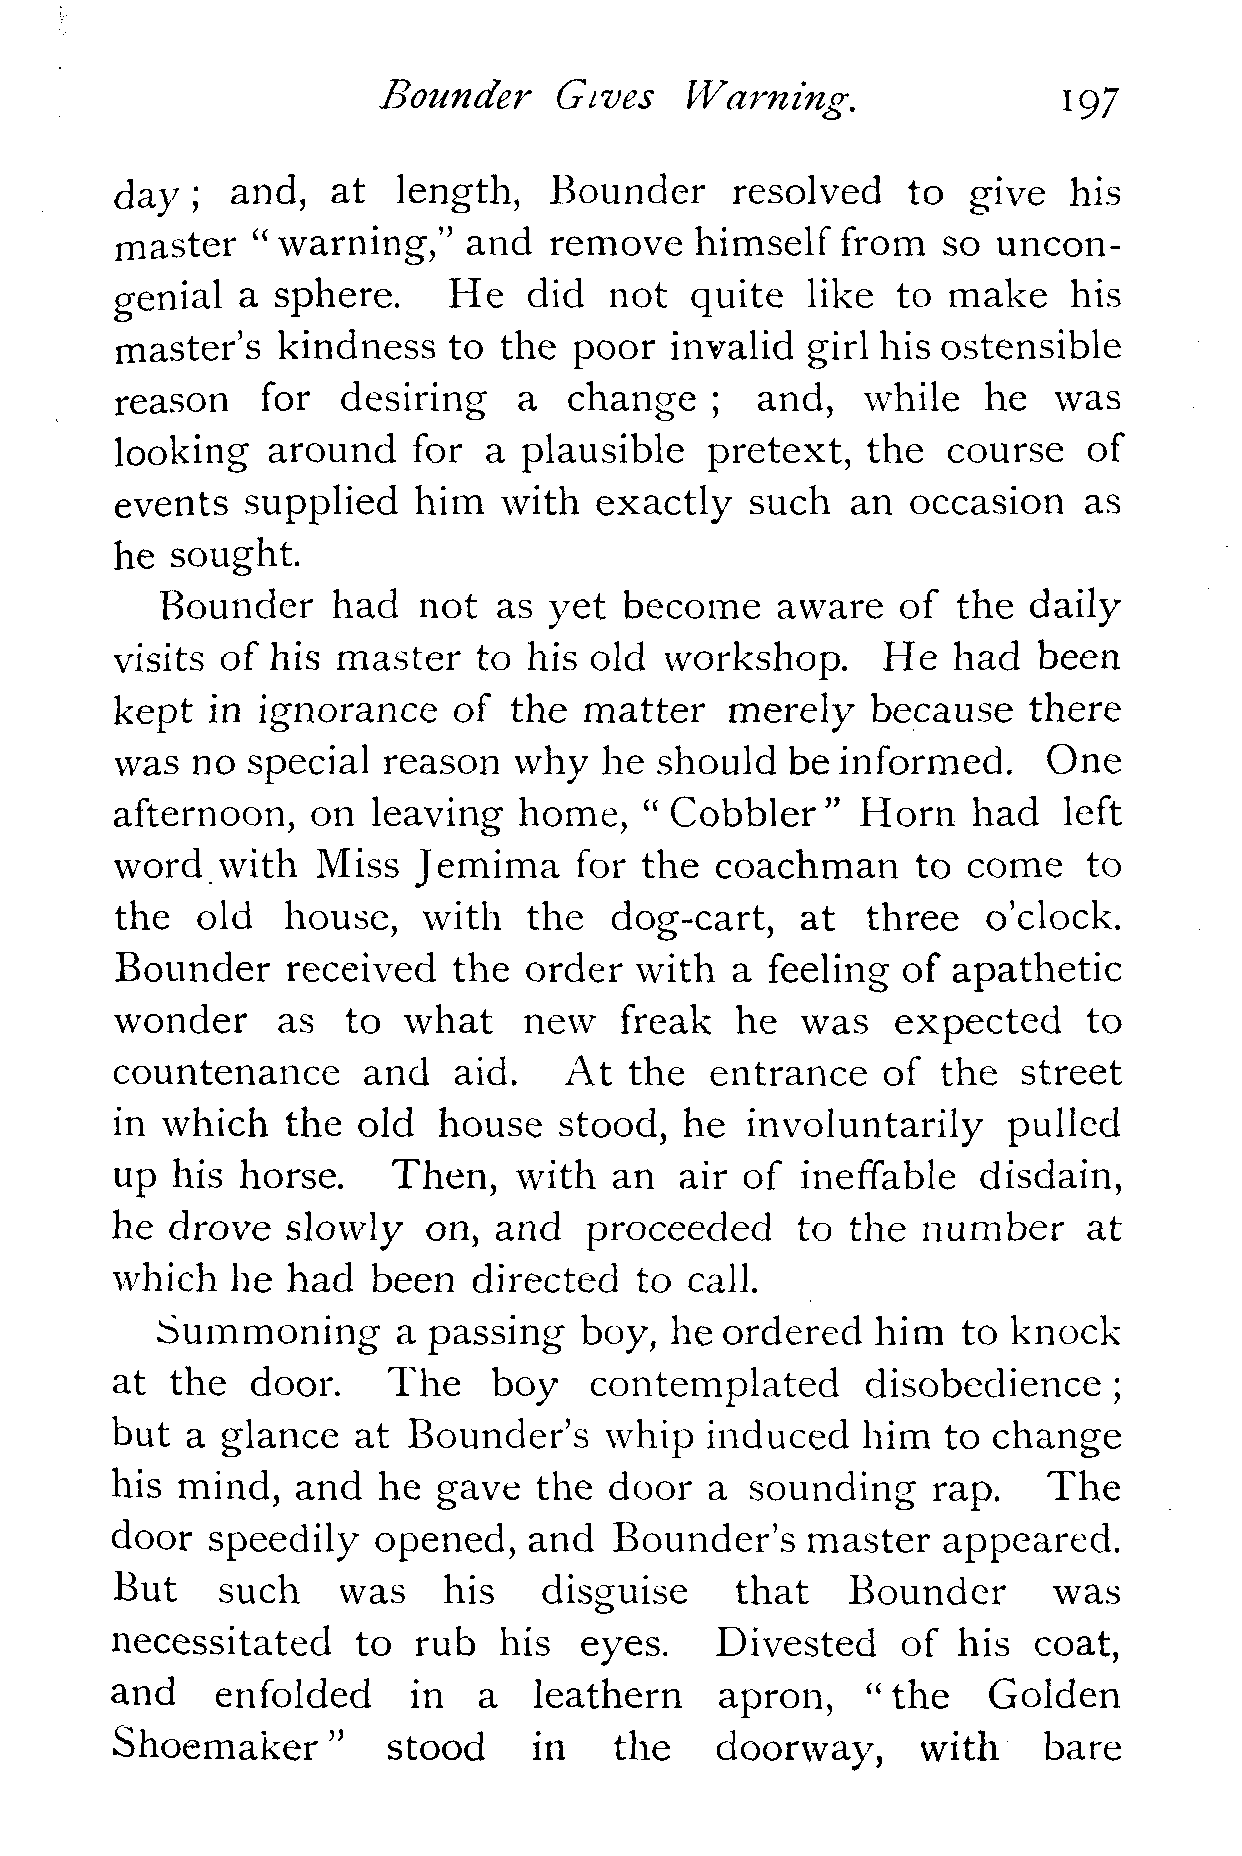 Bounder Gives Warning. 197
day ; and, at length, Bounder resolved to give his
master “ warning,” and remove himself from so uncon-
genial a sphere. He did not quite like to make his
master’s kindness to the poor invalid girl his ostensible
reason for desiring a change ; and, while he was
looking around for a plausible pretext, the course of
events supplied him with exactly such an occasion as
he sought.
Bounder had not as yet become aware of the daily
visits of his master to his old workshop. He had been
kept in ignorance of the matter merely because there
was no special reason why he should be informed. One
afternoon, on leaving home, “ Cobbler ” Horn had left
word with Miss Jemima for the coachman to come to
the old house, with the dog-cart, at three o’clock.
Bounder received the order with a feeling of apathetic
wonder as to what new freak he was expected to
countenance and aid. At the entrance of the street
in which the old house stood, he involuntarily pulled
up his horse. Then, with an air of ineffable disdain,
he drove slowly on, and proceeded to the number at
which he had been directed to call.
Summoning a passing boy, he ordered him to knock
at the door. The boy contemplated disobedience ;
but a glance at Bounder’s whip induced him to change
his mind, and he gave the door a sounding rap. The
door speedily opened, and Bounder’s master appeared.
But such was his disguise that Bounder was
necessitated to rub his eyes. Divested of his coat,
and enfolded in a leathern apron, “ the Golden
Shoemaker ” stood in the doorway, with bare